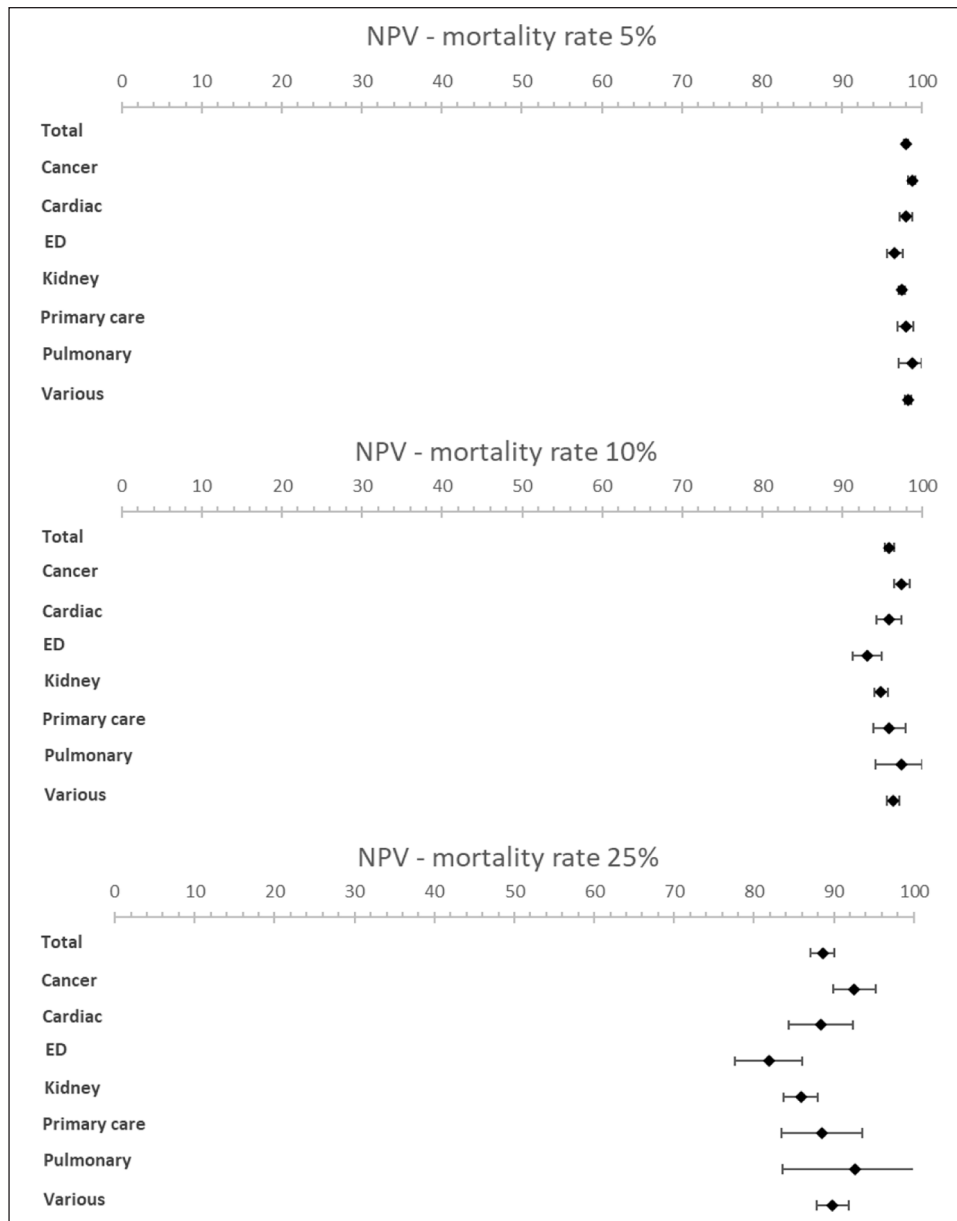 NPV - mortality rate 5%
0 10 20 30 40 50 60 70 80 90 100
Total
Cancer
Cardiac
ED
Kidney
Primary care
Pulmonary
Various
NPV - mortality rate 10%
0 10 20 30 40 50 60 70 80 90 100
Total
Cancer
Cardiac
ED
Kidney
Primary care
Pulmonary
Various
NPV - mortality rate 25%
0 10 20 30 40 50 60 70 80 90 100
Total
Cancer
Cardiac
ED
Kidney
Primary care
Pulmonary
Various